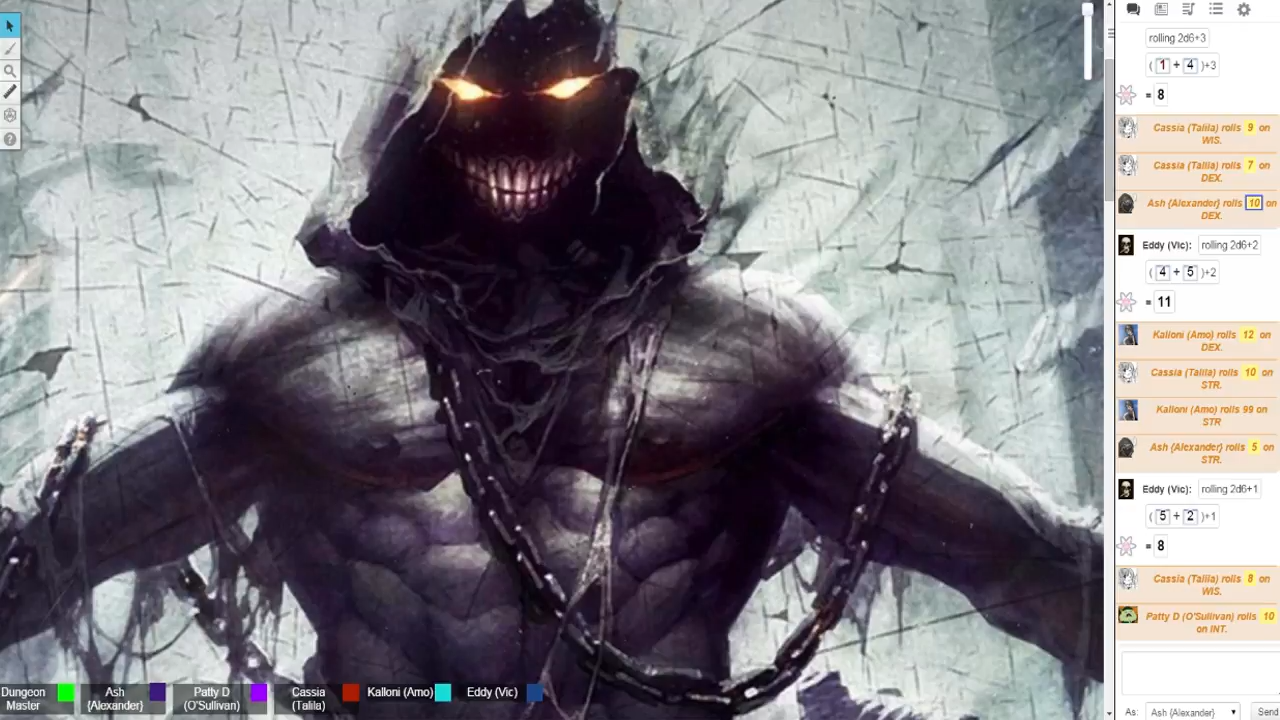 rolling 2d6+3
( 1 + 4 )+3
= 8
Cassia (Talila) rolls 9 on
WIS.
Cassia (Talila) rolls 7 on
DEX.
Ash {Alexander} rolls 10 on
DEX.
Eddy (Vic): rolling 2d6+2
( 4 + 5 )+2
= 11
Kalloni (Amo) rolls 12 on
DEX.
Cassia (Talila) rolls 10 on
STR.
Kalloni (Amo) rolls 99 on
STR
Ash {Alexander} rolls 5 on
STR.
Eddy (Vic): rolling 2d6+1
( 5 + 2 )+1
= 8
Cassia (Talila) rolls 8 on
WIS.
Patty D (O'Sullivan) rolls 10
on INT.
As: Ash {Alexander} Send
Dungeon
Master
Ash
{Alexander}
Patty D
(O'Sullivan)
Cassia
(Talila)
Kalloni (Amo)
Eddy (Vic)